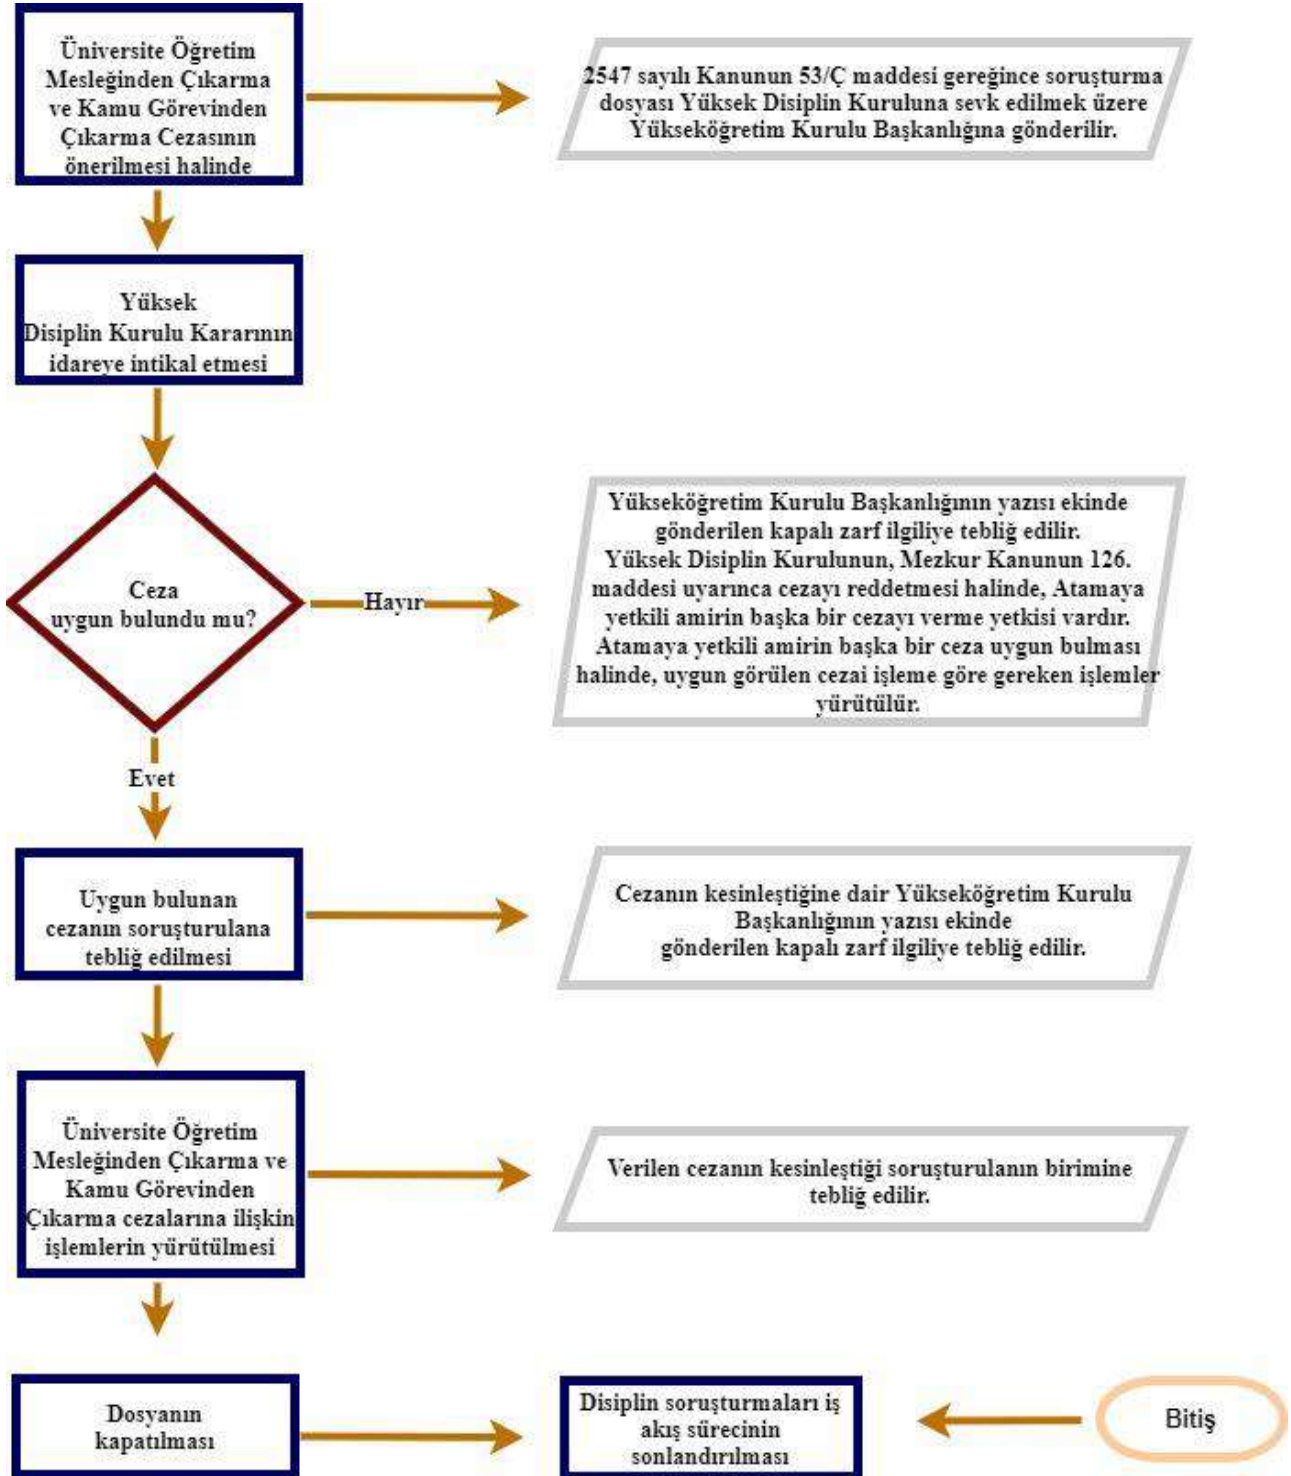 Üniversite Öğretim
Mesleğinden Çıkarma
ve Kamu Görevinden
Çıkarma Cezasının
önerilmesi halinde
2547 sayılı Kanunun 53/Ç maddesi gereğince soruşturma
dosyası Yüksek Disiplin Kuruluna sevk edilmek üzere
Yükseköğretim Kurulu Başkanlığına gönderilir.
Yüksek
Disiplin Kurulu Kararının
idareye intikal etmesi
Ceza
uygun bulundu mu?
Hayır
Yükseköğretim Kurulu Başkanlığının yazısı ekinde
gönderilen kapalı zarf ilgiliye tebliğ edilir.
Yüksek Disiplin Kurulunun, Mezkur Kanunun 126.
maddesi uyarınca cezayı reddetmesi halinde, Atamaya
yetkili amirin başka bir cezayı verme yetkisi vardır.
Atamaya yetkili amirin başka bir ceza uygun bulması
halinde, uygun görülen cezai işleme göre gereken işlemler
yürütülür.
Evet
Uygun bulunan
cezanın soruşturulana
tebliğ edilmesi
Cezanın kesinleştiğine dair Yükseköğretim Kurulu
Başkanlığının yazısı ekinde
gönderilen kapalı zarf ilgiliye tebliğ edilir.
Üniversite Öğretim
Mesleğinden Çıkarma ve
Kamu Görevinden
Çıkarma cezalarına ilişkin
işlemlerin yürütülmesi
Verilen cezanın kesinleştiği soruşturulanın birimine
tebliğ edilir.
Dosyanın
kapatılması
Disiplin soruşturmaları iş
akış sürecinin
sonlandırılması
Bitiş